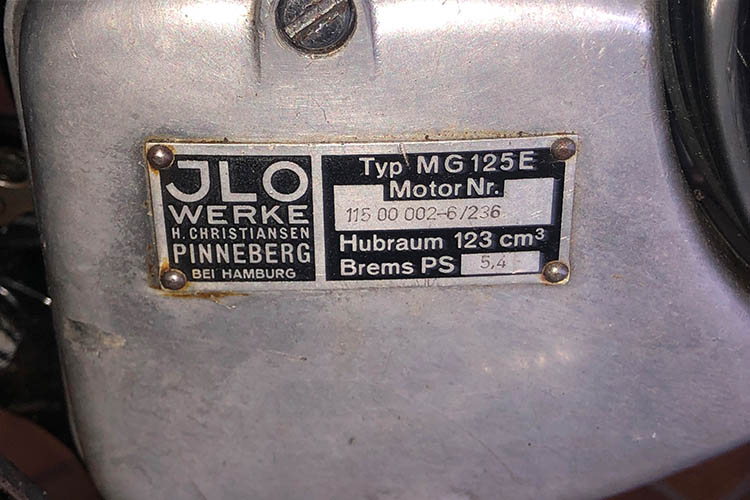 JLO
WERKE
H. CHRISTIANSEN
PINNEBERG
BEI HAMBURG
Typ MG 125 E
Motor Nr.
115 00 002-6/236
Hubraum 123 cm³
Brems PS 5,4